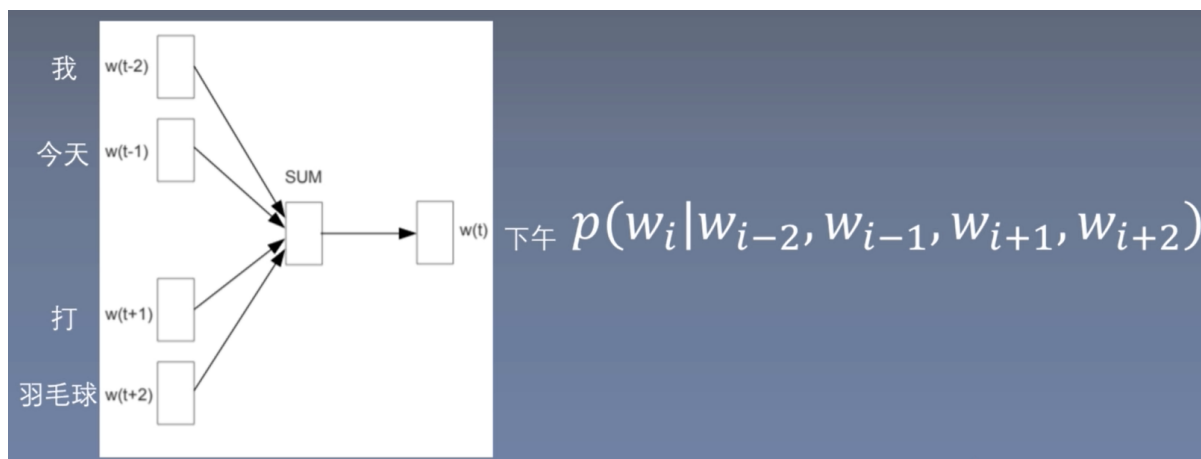 我 w(t-2)
今天 w(t-1)
SUM
w(t) 下午 p(w_i|w_{i-2}, w_{i-1}, w_{i+1}, w_{i+2})
打 w(t+1)
羽毛球 w(t+2)